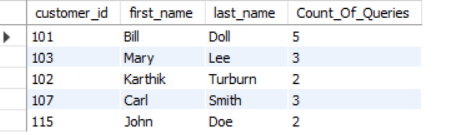 customer_id first_name last_name Count_Of_Queries
101 Bill Doll 5
103 Mary Lee 3
102 Karthik Turburn 2
107 Carl Smith 3
115 John Doe 2